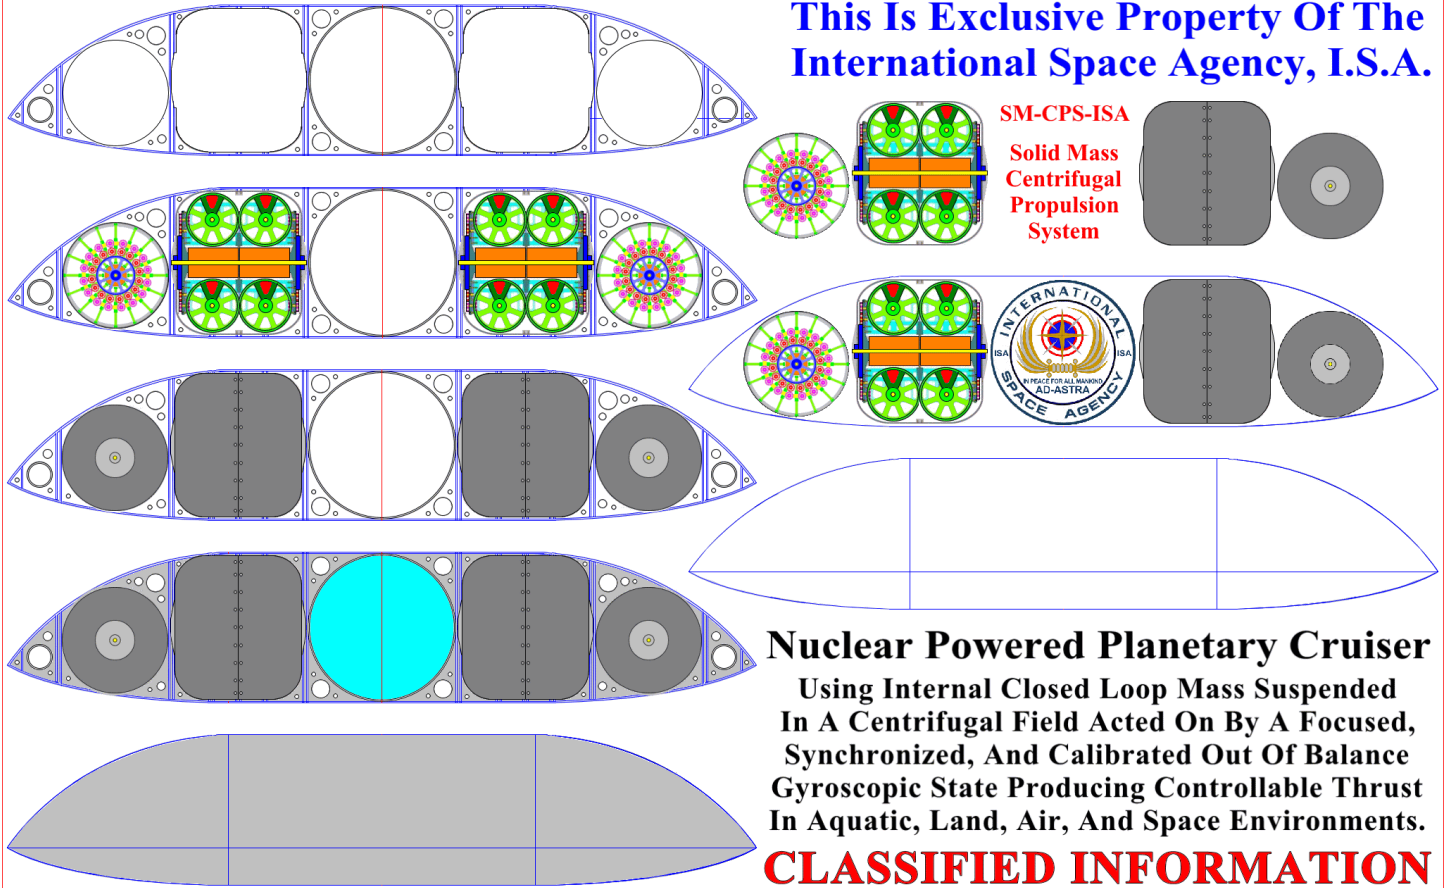 This Is Exclusive Property Of The
International Space Agency, I.S.A.
SM-CPS-ISA
Solid Mass
Centrifugal
Propulsion
System
INTERNATIONAL
ISA
ISA
IN PEACE FOR ALL MANKIND
AD-ASTRA
SPACE AGENCY
Nuclear Powered Planetary Cruiser
Using Internal Closed Loop Mass Suspended
In A Centrifugal Field Acted On By A Focused,
Synchronized, And Calibrated Out Of Balance
Gyroscopic State Producing Controllable Thrust
In Aquatic, Land, Air, And Space Environments.
CLASSIFIED INFORMATION